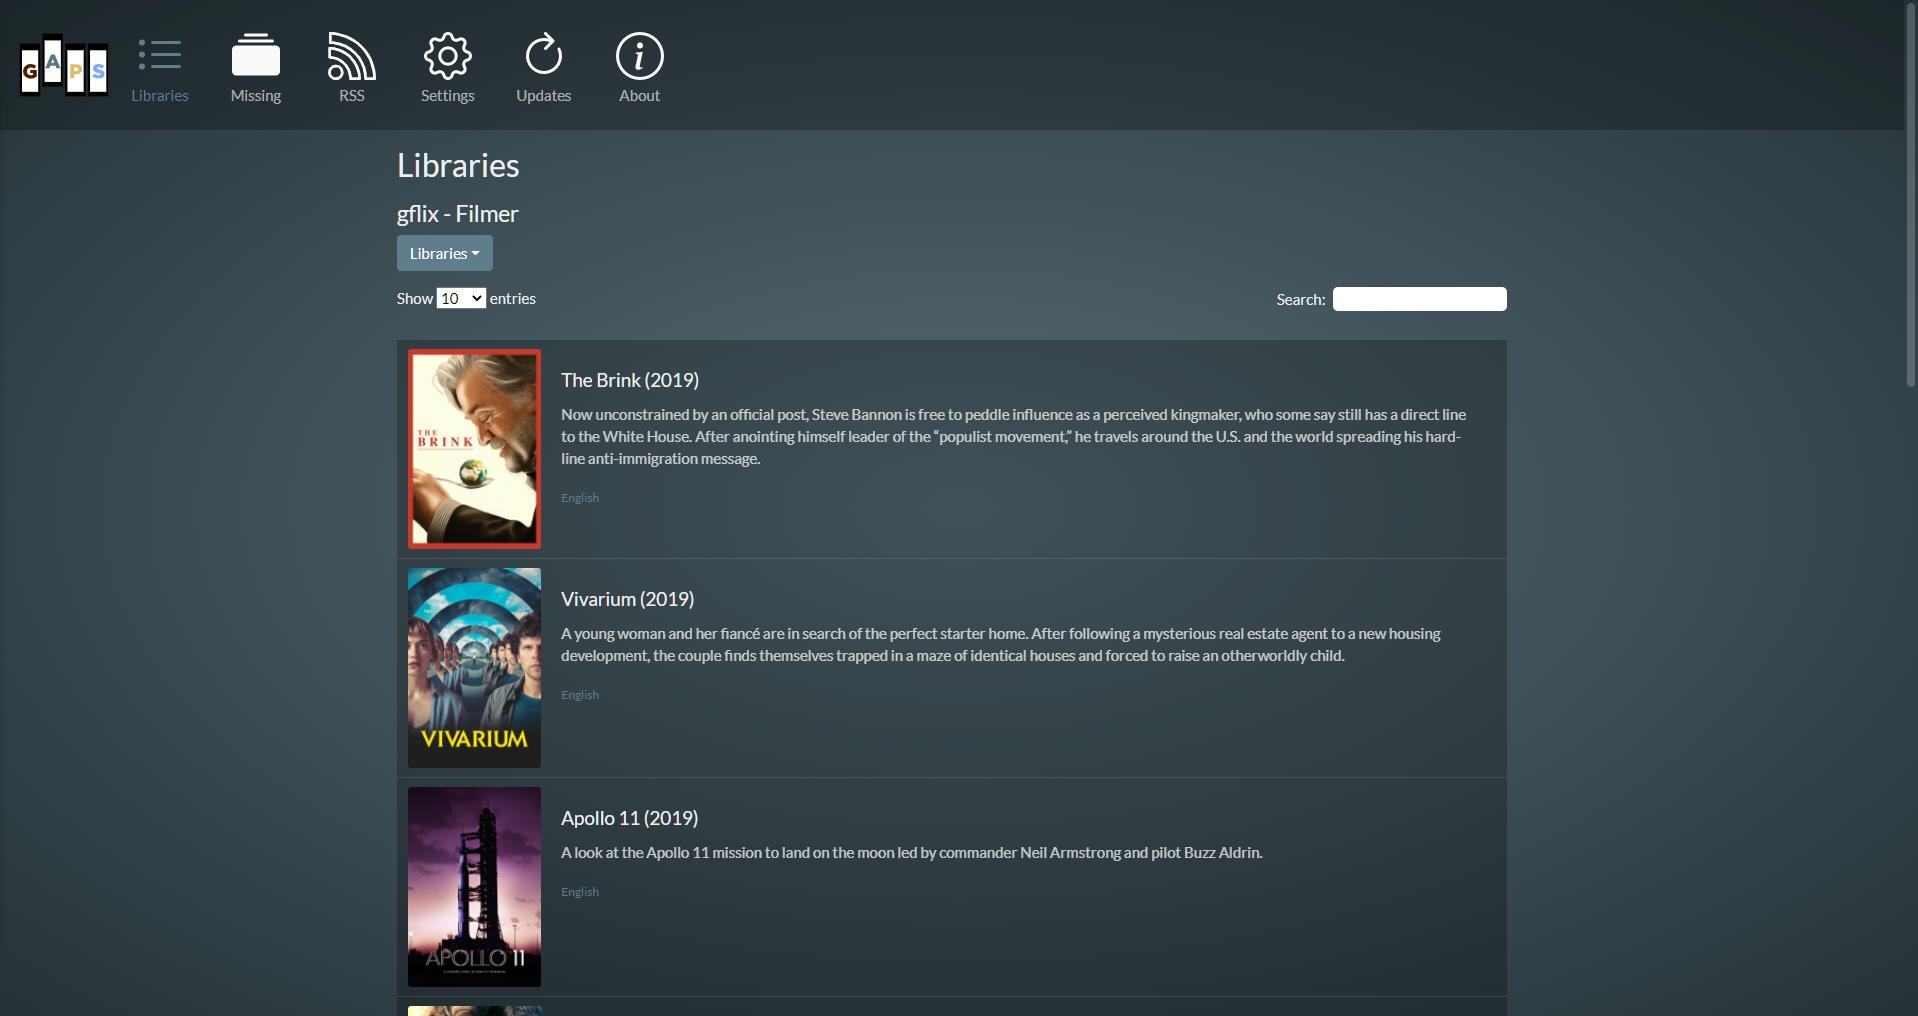 GAPS
Libraries
Missing
RSS
Settings
Updates
About
Libraries
gflix - Filmer
Libraries
Show 10 entries
Search:
THE
BRINK
The Brink (2019)
Now unconstrained by an official post, Steve Bannon is free to peddle influence as a perceived kingmaker, who some say still has a direct line
to the White House. After anointing himself leader of the “populist movement,” he travels around the U.S. and the world spreading his hard-
line anti-immigration message.
English
VIVARIUM
Vivarium (2019)
A young woman and her fiancé are in search of the perfect starter home. After following a mysterious real estate agent to a new housing
development, the couple finds themselves trapped in a maze of identical houses and forced to raise an otherworldly child.
English
APOLLO 11
Apollo 11 (2019)
A look at the Apollo 11 mission to land on the moon led by commander Neil Armstrong and pilot Buzz Aldrin.
English